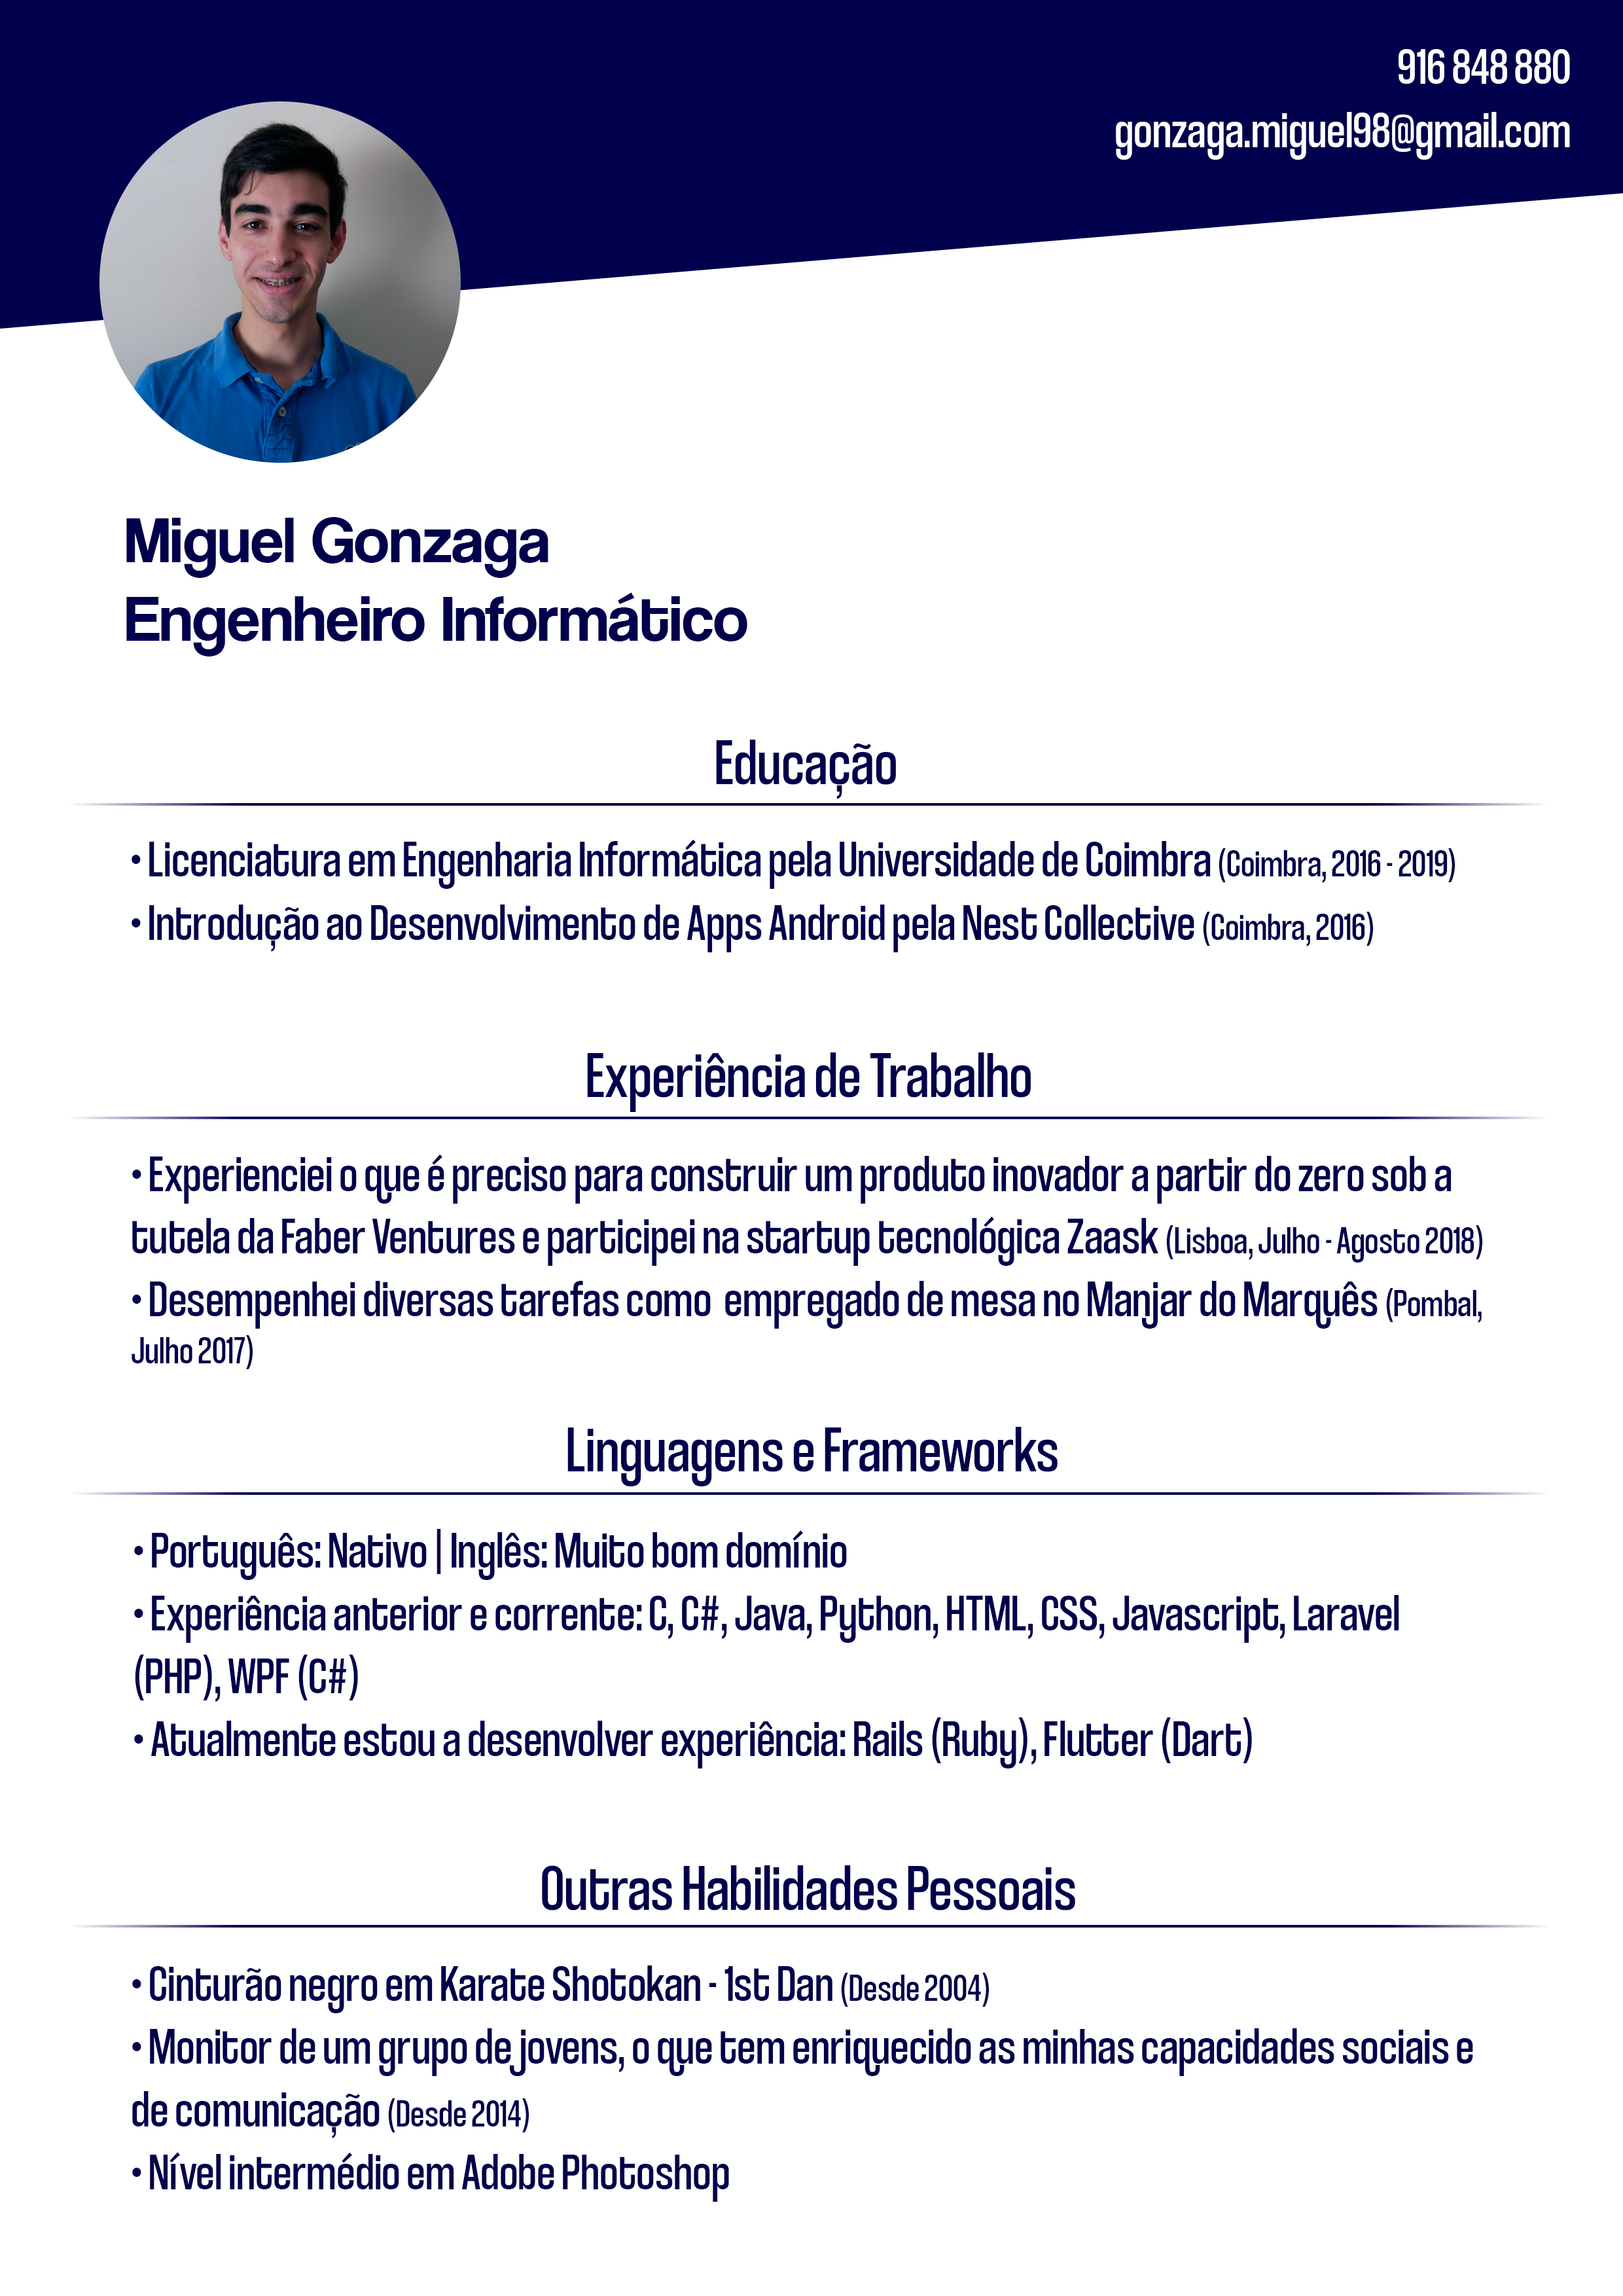 916 848 880
gonzaga.miguel98@gmail.com
Miguel Gonzaga
Engenheiro Informático
Educação
• Licenciatura em Engenharia Informática pela Universidade de Coimbra (Coimbra, 2016 - 2019)
• Introdução ao Desenvolvimento de Apps Android pela Nest Collective (Coimbra, 2016)
Experiência de Trabalho
• Experienciei o que é preciso para construir um produto inovador a partir do zero sob a
tutela da Faber Ventures e participei na startup tecnológica Zaask (Lisboa, Julho - Agosto 2018)
• Desempenhei diversas tarefas como  empregado de mesa no Manjar do Marquês (Pombal,
Julho 2017)
Linguagens e Frameworks
• Português: Nativo | Inglês: Muito bom domínio
• Experiência anterior e corrente: C, C#, Java, Python, HTML, CSS, Javascript, Laravel
(PHP), WPF (C#)
• Atualmente estou a desenvolver experiência: Rails (Ruby), Flutter (Dart)
Outras Habilidades Pessoais
• Cinturão negro em Karate Shotokan - 1st Dan (Desde 2004)
• Monitor de um grupo de jovens, o que tem enriquecido as minhas capacidades sociais e
de comunicação (Desde 2014)
• Nível intermédio em Adobe Photoshop